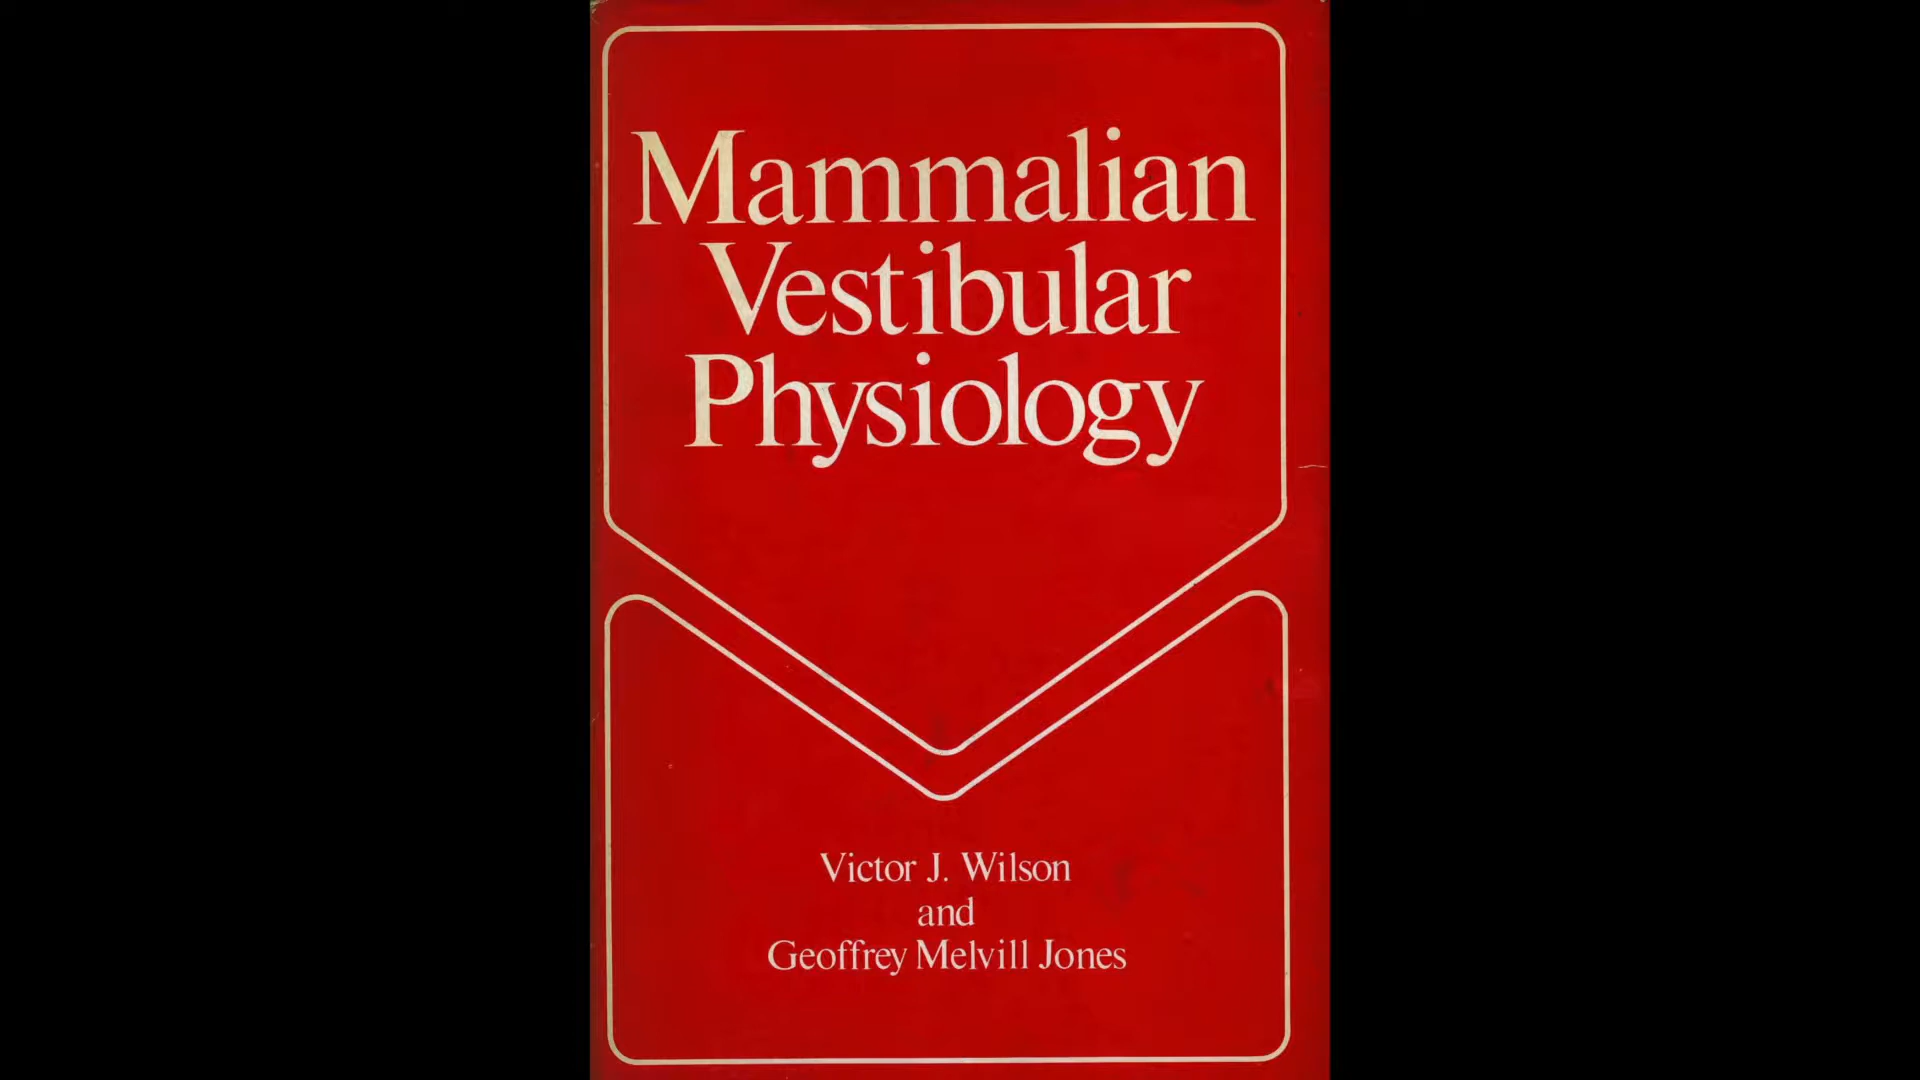 Mammalian
Vestibular
Physiology
Victor J. Wilson
and
Geoffrey Melvill Jones